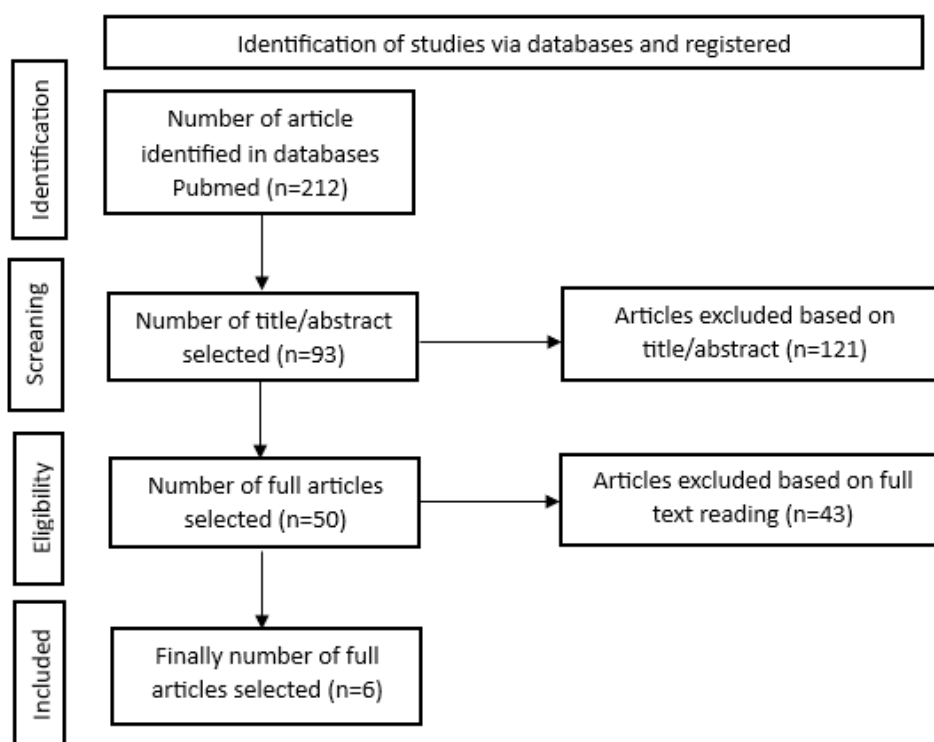 Identification of studies via databases and registered
Identification
Number of article
identified in databases
Pubmed (n=212)
Screaning
Number of title/abstract
selected (n=93)
Articles excluded based on
title/abstract (n=121)
Eligibility
Number of full articles
selected (n=50)
Articles excluded based on full
text reading (n=43)
Included
Finally number of full
articles selected (n=6)